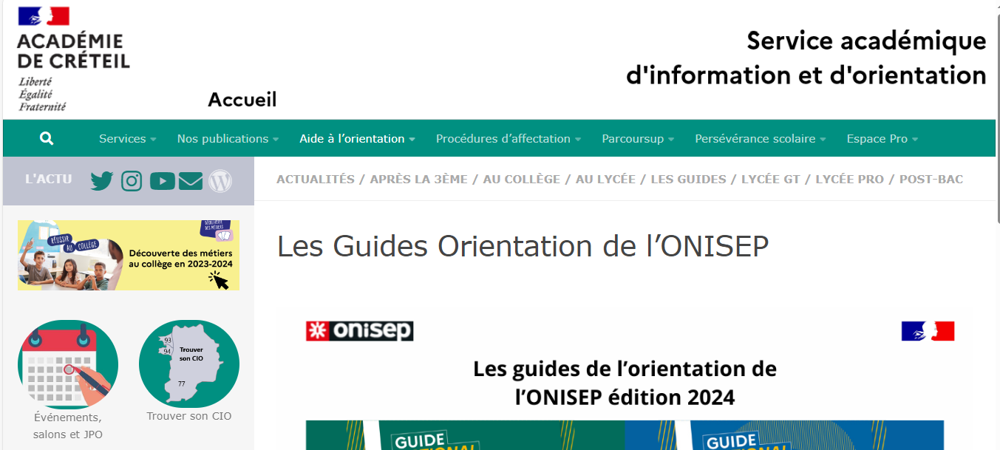 ACADÉMIE
DE CRÉTEIL
Liberté
Égalité
Fraternité
Accueil
Service académique
d'information et d'orientation
Services
Nos publications
Aide à l'orientation
Procédures d'affectation
Parcoursup
Persévérance scolaire
Espace Pro
L'ACTU
ACTUALITÉS / APRÈS LA 3ÈME / AU COLLÈGE / AU LYCÉE / LES GUIDES / LYCÉE GT / LYCÉE PRO / POST-BAC
RÉUSSIR
AU COLLÈGE
DÉCOUVERTE
DES MÉTIERS
Découverte des métiers
au collège en 2023-2024
93
94
77
Trouver
son CIO
Événements,
salons et JPO
Trouver son CIO
Les Guides Orientation de l'ONISEP
onisep
Les guides de l'orientation de
l'ONISEP édition 2024
GUIDE
GUIDE